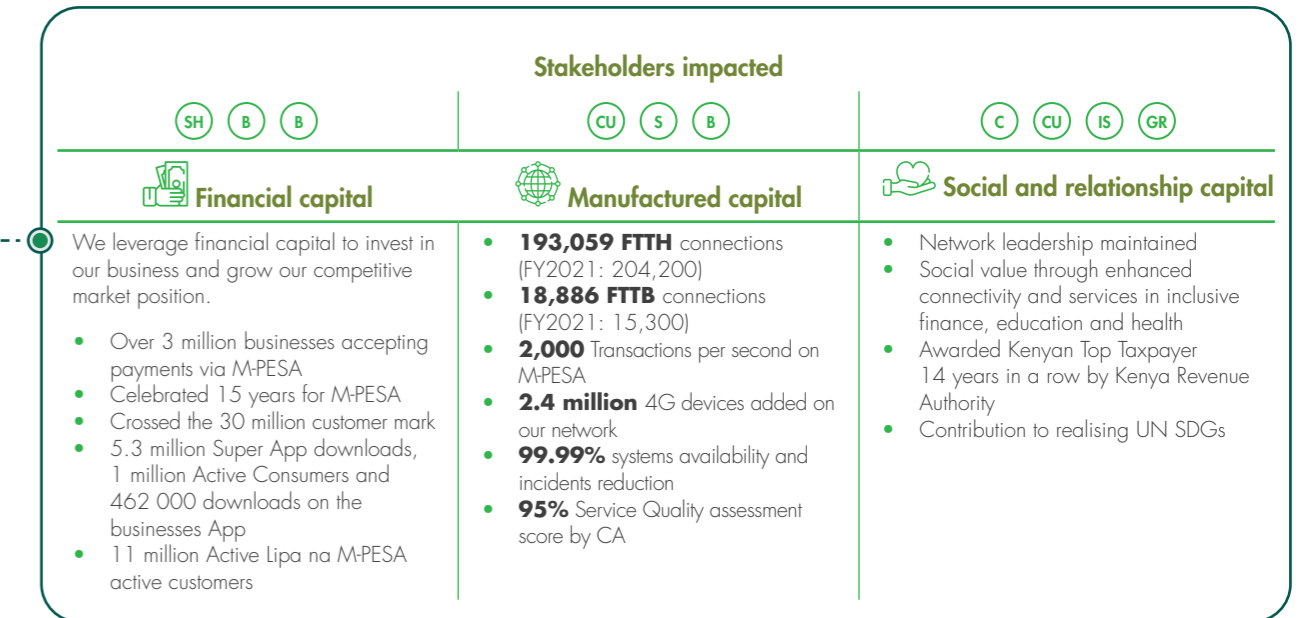 Stakeholders impacted
SH B B
CU S B
C CU IS GR
Financial capital
We leverage financial capital to invest in
our business and grow our competitive
market position.
• Over 3 million businesses accepting
payments via M-PESA
• Celebrated 15 years for M-PESA
• Crossed the 30 million customer mark
• 5.3 million Super App downloads,
1 million Active Consumers and
462 000 downloads on the
businesses App
• 11 million Active Lipa na M-PESA
active customers
Manufactured capital
• 193,059 FTTH connections
(FY2021: 204,200)
• 18,886 FTTB connections
(FY2021: 15,300)
• 2,000 Transactions per second on
M-PESA
• 2.4 million 4G devices added on
our network
• 99.99% systems availability and
incidents reduction
• 95% Service Quality assessment
score by CA
Social and relationship capital
• Network leadership maintained
• Social value through enhanced
connectivity and services in inclusive
finance, education and health
• Awarded Kenyan Top Taxpayer
14 years in a row by Kenya Revenue
Authority
• Contribution to realising UN SDGs